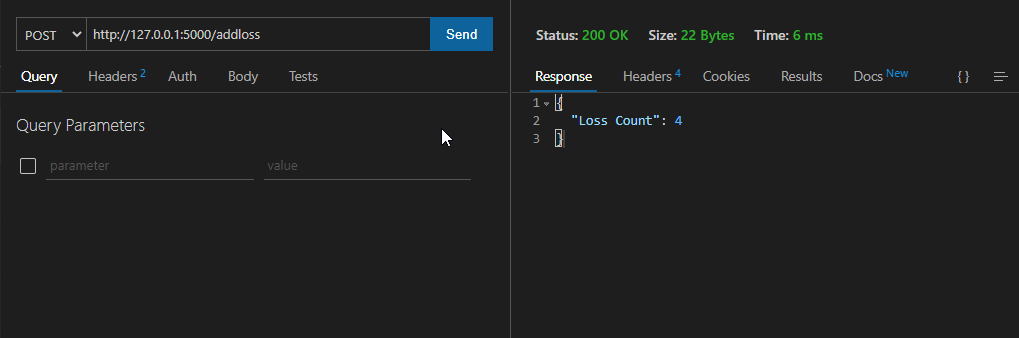 POST http://127.0.0.1:5000/addloss Send
Query Headers 2 Auth Body Tests
Query Parameters
parameter value
Status: 200 OK Size: 22 Bytes Time: 6 ms
Response Headers 4 Cookies Results Docs New { }
1 {
2 "Loss Count": 4
3 }